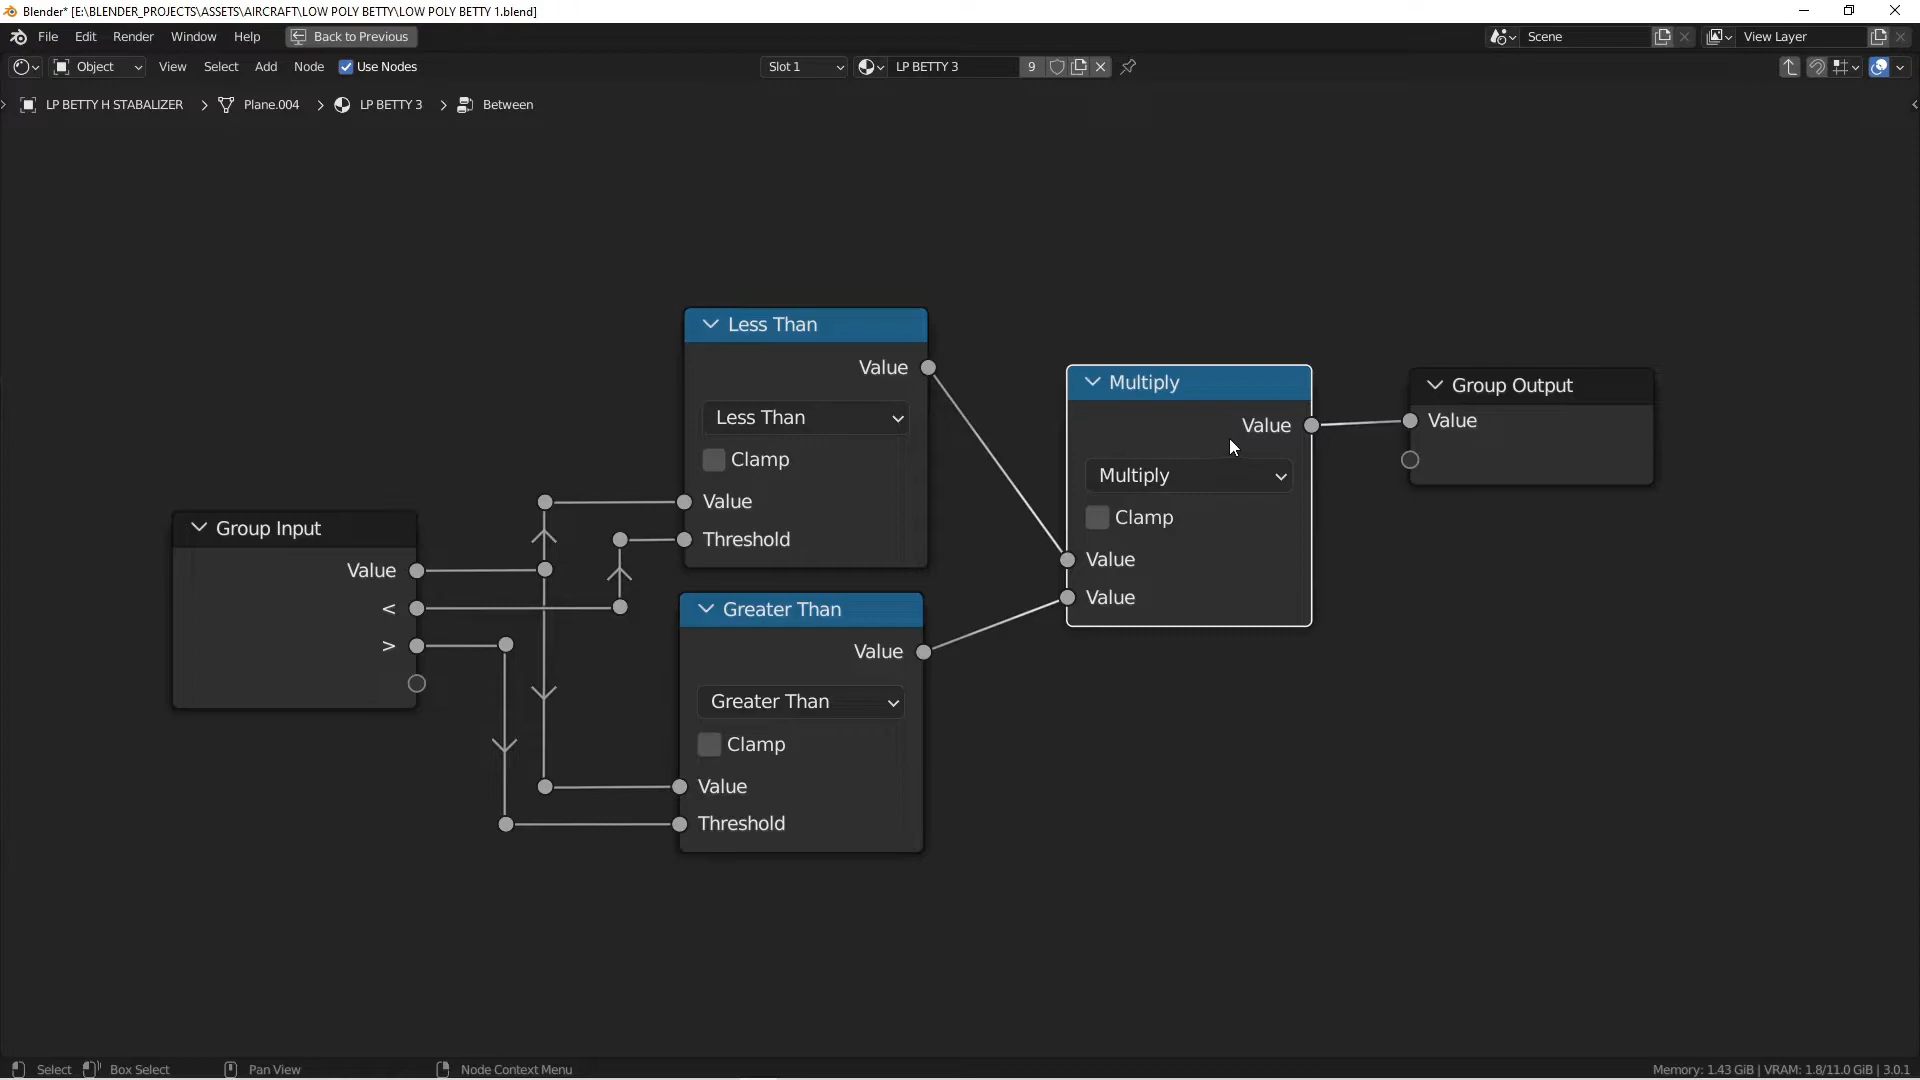 Blender* [E:\BLENDER_PROJECTS\ASSETS\AIRCRAFT\LOW POLY BETTY\LOW POLY BETTY 1.blend]
File Edit Render Window Help Back to Previous Scene View Layer
Object View Select Add Node Use Nodes Slot 1 LP BETTY 3 9
LP BETTY H STABALIZER > Plane.004 > LP BETTY 3 > Between
Less Than
Value
Less Than
Clamp
Value
Threshold
Multiply
Value
Multiply
Clamp
Value
Value
Group Output
Value
Group Input
Value
<
>
Greater Than
Value
Greater Than
Clamp
Value
Threshold
Select Box Select Pan View Node Context Menu Memory: 1.43 GiB | VRAM: 1.8/11.0 GiB | 3.0.1